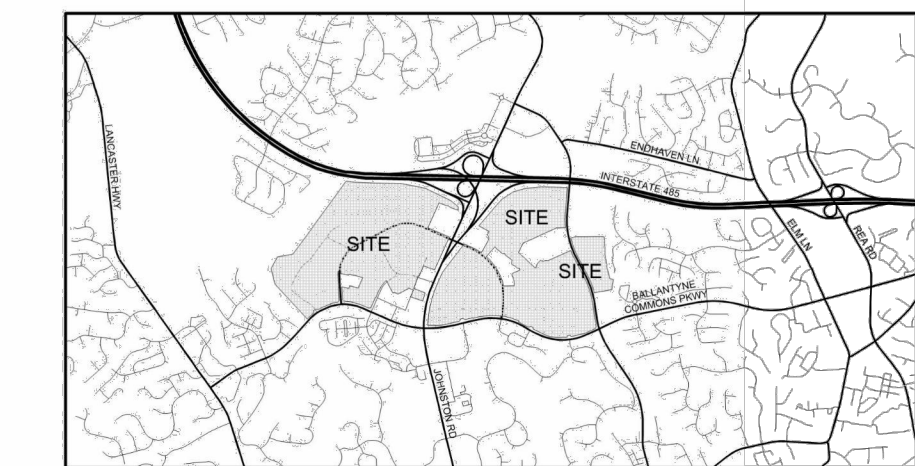 LANCASTER HWY
ENDHAVEN LN
INTERSTATE 485
SITE
SITE
SITE
ELM LN
REA RD
BALLANTYNE
COMMONS PKWY
JOHNSTON RD